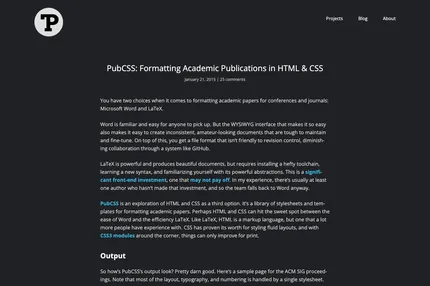 TP
Projects Blog About
PubCSS: Formatting Academic Publications in HTML & CSS
January 21, 2015 | 25 comments
You have two choices when it comes to formatting academic papers for conferences and journals:
Microsoft Word and LaTeX.
Word is familiar and easy for anyone to pick up. But the WYSIWYG interface that makes it so easy
also makes it easy to create inconsistent, amateur-looking documents that are tough to maintain
and fine-tune. On top of this, you get a file format that isn't friendly to revision control, dimin-
ishing collaboration through a system like GitHub.
LaTeX is powerful and produces beautiful documents, but requires installing a hefty toolchain,
learning a new syntax, and familiarising yourself with its powerful abstractions. This is a signifi-
cant front-end investment, one that may not pay off. In my experience, there's usually at
least one author who hasn't made that investment, and so the team falls back to Word anyway.
PubCSS is an exploration of HTML and CSS as a third option. It's a library of stylesheets and tem-
plates for formatting academic papers. Perhaps HTML and CSS can hit the sweet spot between the
ease of Word and the efficiency LaTeX. Like LaTeX, HTML is a markup language, but one that a lot
more people have experience with. CSS has proven its worth for styling fluid layouts, and with
CSS3 modules around the corner, things can only improve for print.
Output
So how's PubCSS's output look? Pretty darn good. Here's a sample page for the ACM SIG proceed-
ings. Note that most of the layout, typography, and numbering is handled by a single stylesheet.